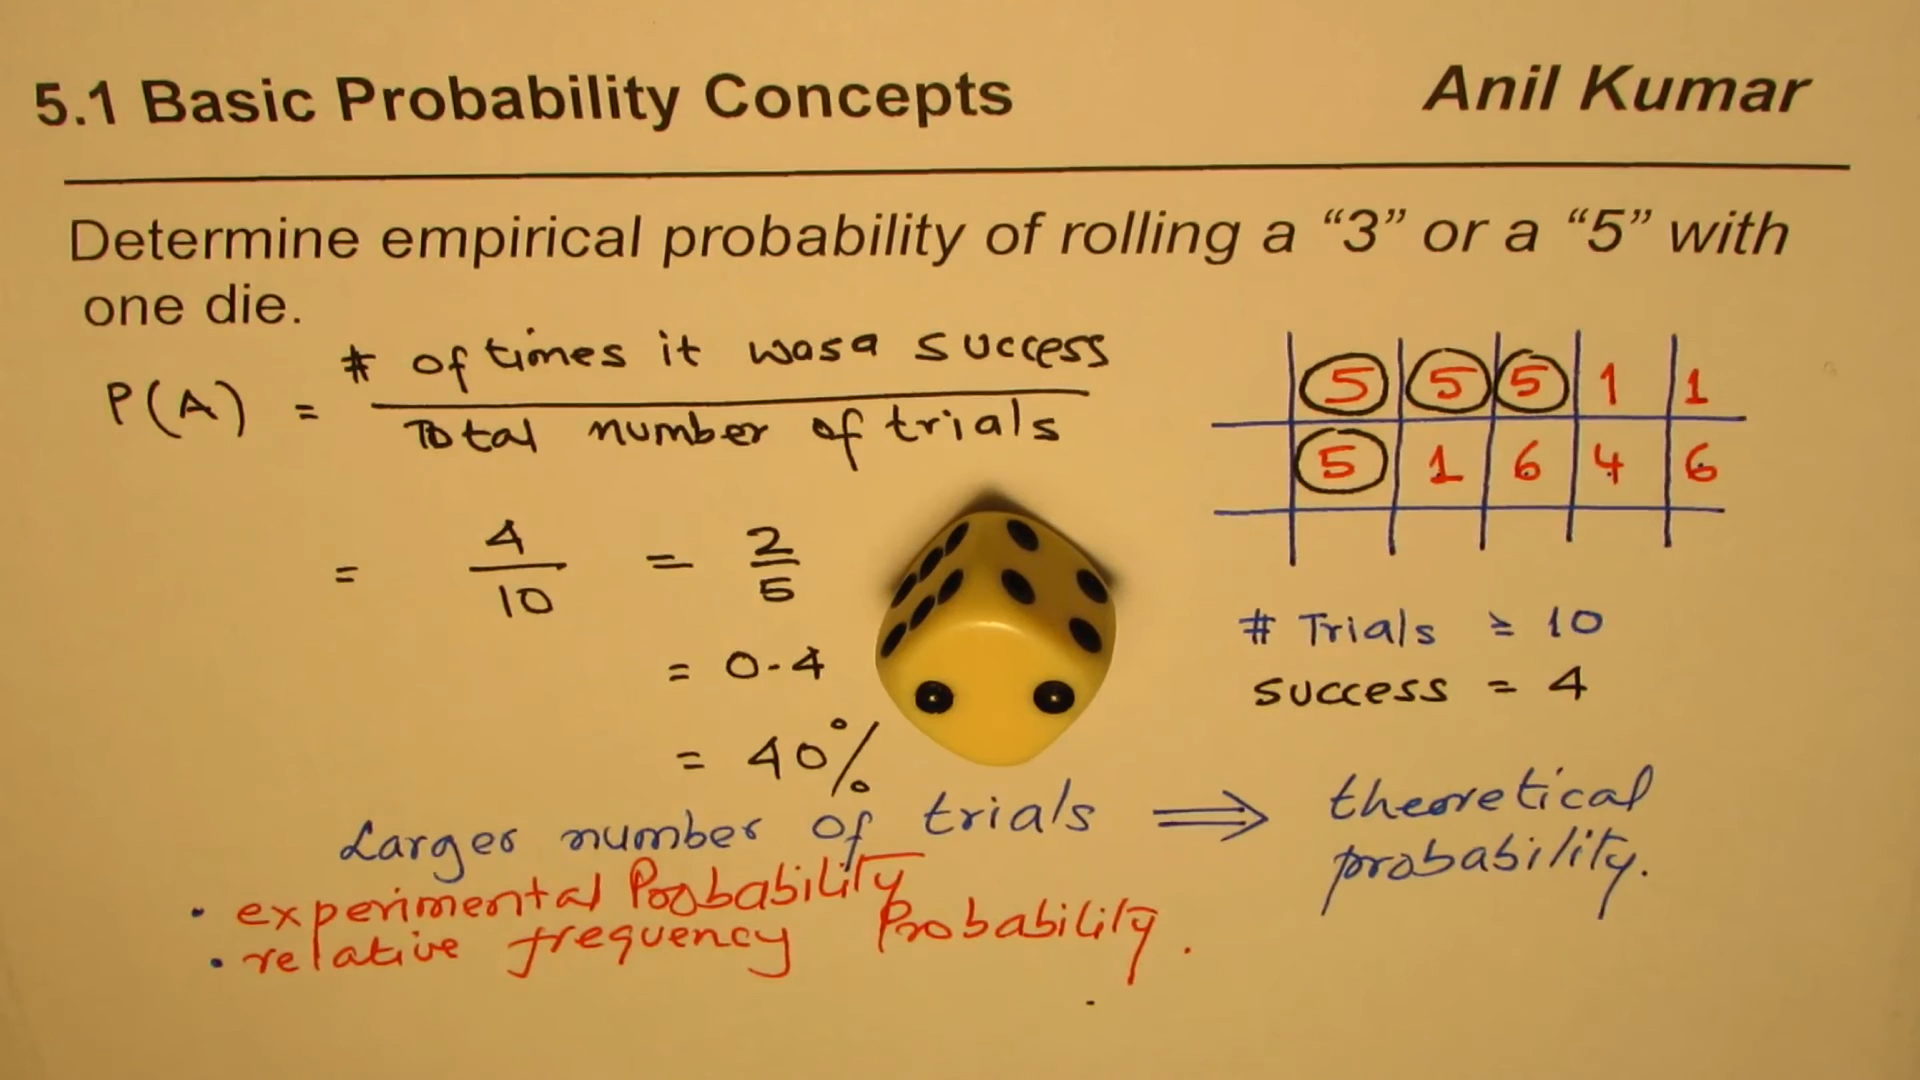 5.1 Basic Probability Concepts
Anil Kumar
Determine empirical probability of rolling a “3” or a “5” with
one die.
P(A) = # of times it was a success
Total number of trials
= 4/10 = 2/5
= 0.4
= 40%
5 5 5 1 1
5 1 6 4 6
# Trials = 10
success = 4
Larger number of trials ⟹ theoretical
probability.
• experimental Probability
• relative frequency Probability.